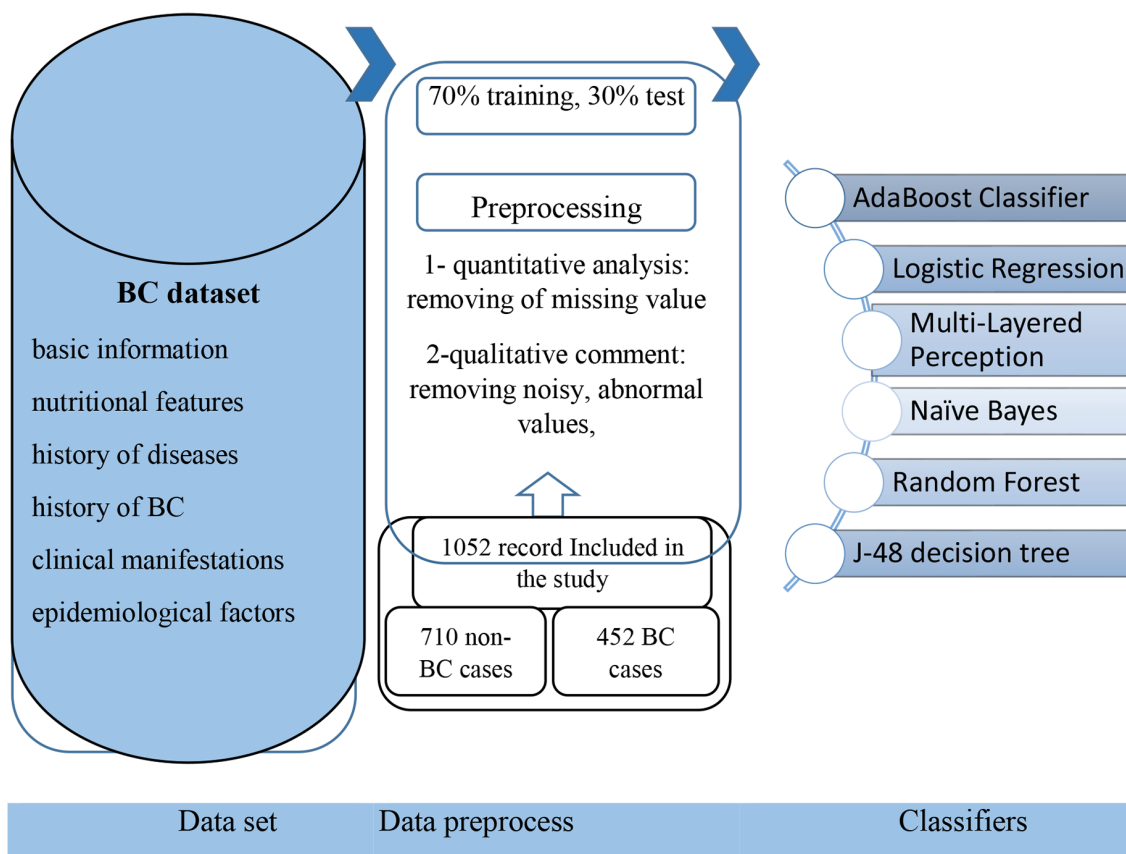 BC dataset
basic information
nutritional features
history of diseases
history of BC
clinical manifestations
epidemiological factors
70% training, 30% test
Preprocessing
1- quantitative analysis:
removing of missing value
2-qualitative comment:
removing noisy, abnormal
values,
1052 record Included in
the study
710 non-
BC cases
452 BC
cases
AdaBoost Classifier
Logistic Regression
Multi-Layered
Perception
Naïve Bayes
Random Forest
J-48 decision tree
Data set
Data preprocess
Classifiers